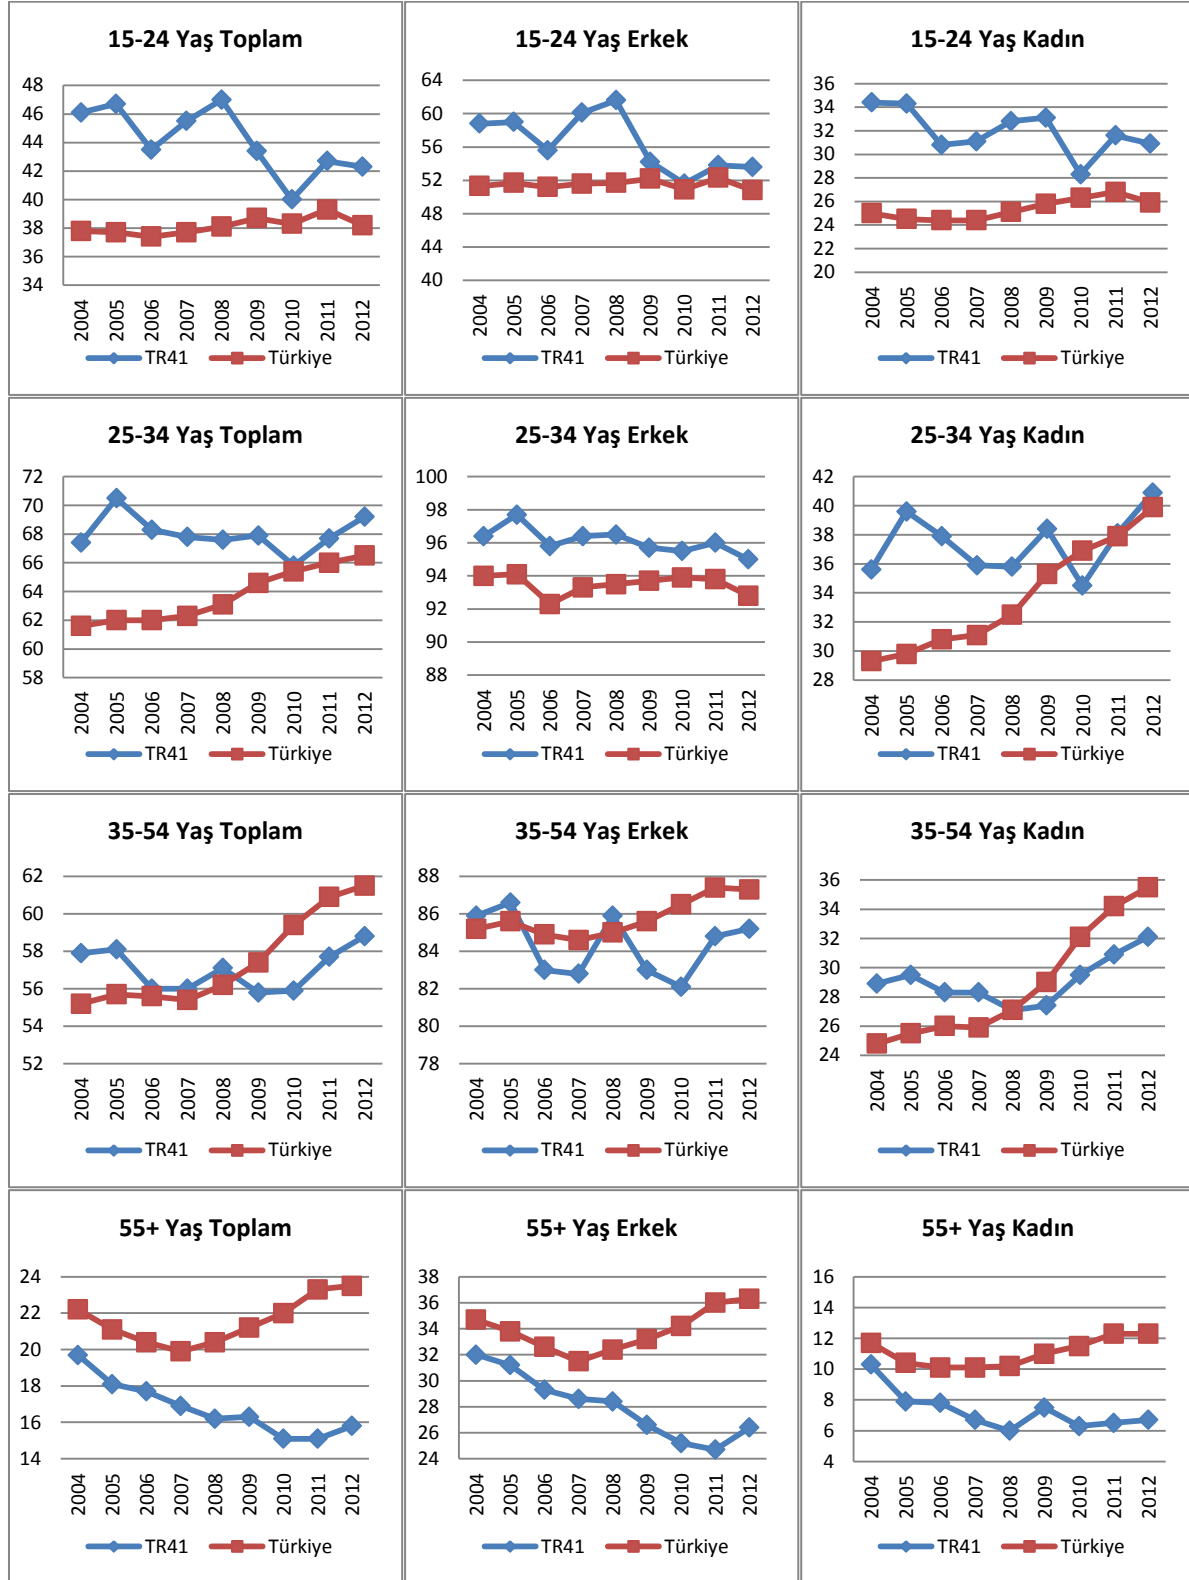 15-24 Yaş Toplam
48
46
44
42
40
38
36
34
2004 2005 2006 2007 2008 2009 2010 2011 2012
TR41 Türkiye
15-24 Yaş Erkek
64
60
56
52
48
44
40
2004 2005 2006 2007 2008 2009 2010 2011 2012
TR41 Türkiye
15-24 Yaş Kadın
36
34
32
30
28
26
24
22
20
2004 2005 2006 2007 2008 2009 2010 2011 2012
TR41 Türkiye
25-34 Yaş Toplam
72
70
68
66
64
62
60
58
2004 2005 2006 2007 2008 2009 2010 2011 2012
TR41 Türkiye
25-34 Yaş Erkek
100
98
96
94
92
90
88
2004 2005 2006 2007 2008 2009 2010 2011 2012
TR41 Türkiye
25-34 Yaş Kadın
42
40
38
36
34
32
30
28
2004 2005 2006 2007 2008 2009 2010 2011 2012
TR41 Türkiye
35-54 Yaş Toplam
62
60
58
56
54
52
2004 2005 2006 2007 2008 2009 2010 2011 2012
TR41 Türkiye
35-54 Yaş Erkek
88
86
84
82
80
78
2004 2005 2006 2007 2008 2009 2010 2011 2012
TR41 Türkiye
35-54 Yaş Kadın
36
34
32
30
28
26
24
2004 2005 2006 2007 2008 2009 2010 2011 2012
TR41 Türkiye
55+ Yaş Toplam
24
22
20
18
16
14
2004 2005 2006 2007 2008 2009 2010 2011 2012
TR41 Türkiye
55+ Yaş Erkek
38
36
34
32
30
28
26
24
2004 2005 2006 2007 2008 2009 2010 2011 2012
TR41 Türkiye
55+ Yaş Kadın
16
14
12
10
8
6
4
2004 2005 2006 2007 2008 2009 2010 2011 2012
TR41 Türkiye